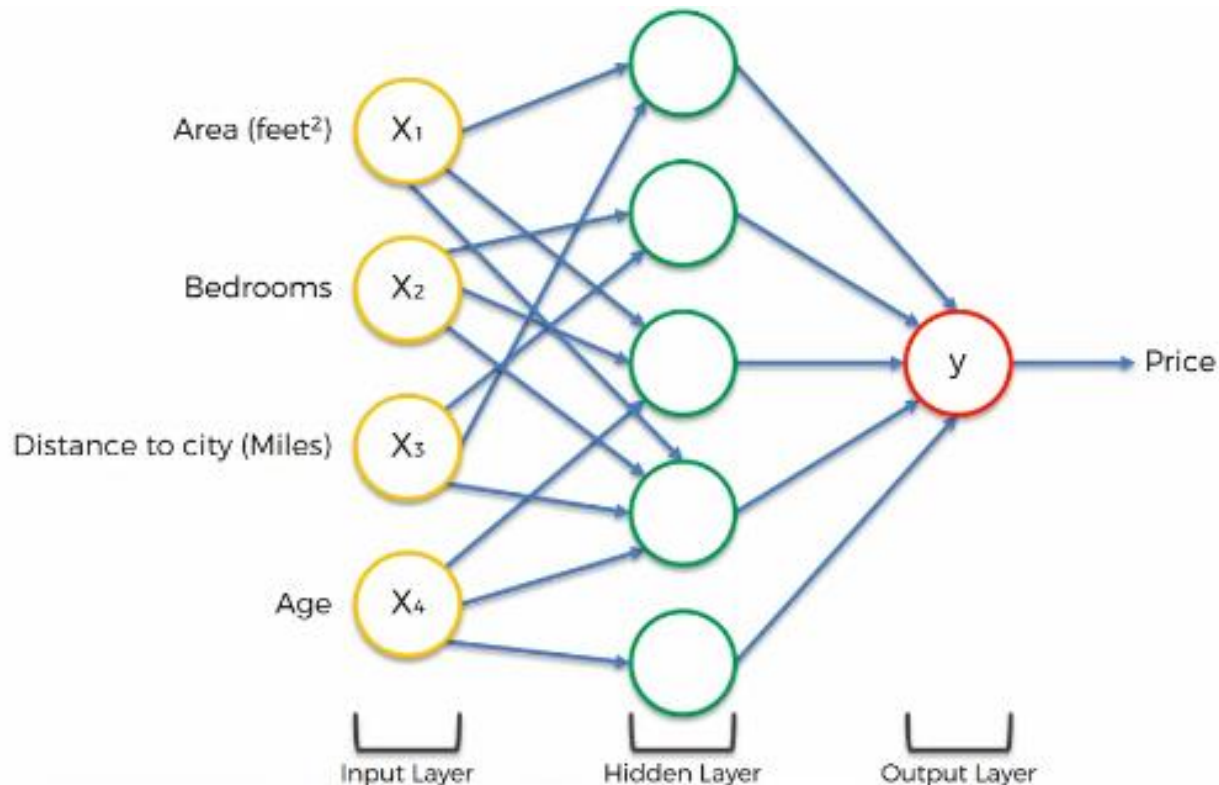 Area (feet²)
X₁
Bedrooms
X₂
Distance to city (Miles)
X₃
Age
X₄
y
Price
Input Layer
Hidden Layer
Output Layer